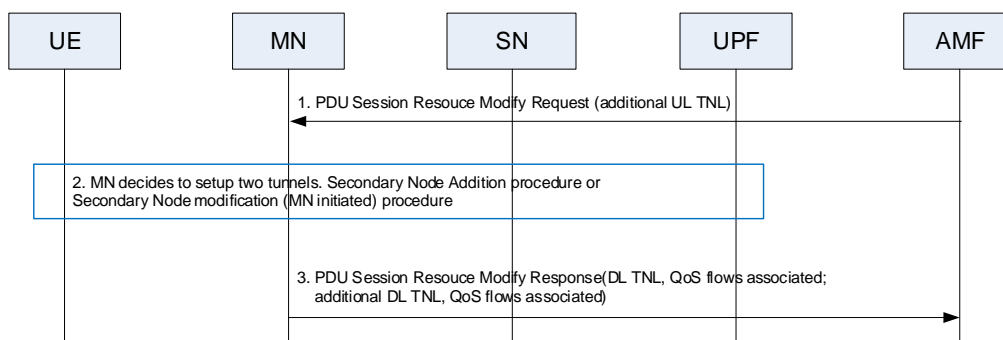 UE
MN
SN
UPF
AMF
1. PDU Session Resouce Modify Request (additional UL TNL)
2. MN decides to setup two tunnels. Secondary Node Addition procedure or
Secondary Node modification (MN initiated) procedure
3. PDU Session Resouce Modify Response(DL TNL, QoS flows associated;
additional DL TNL, QoS flows associated)